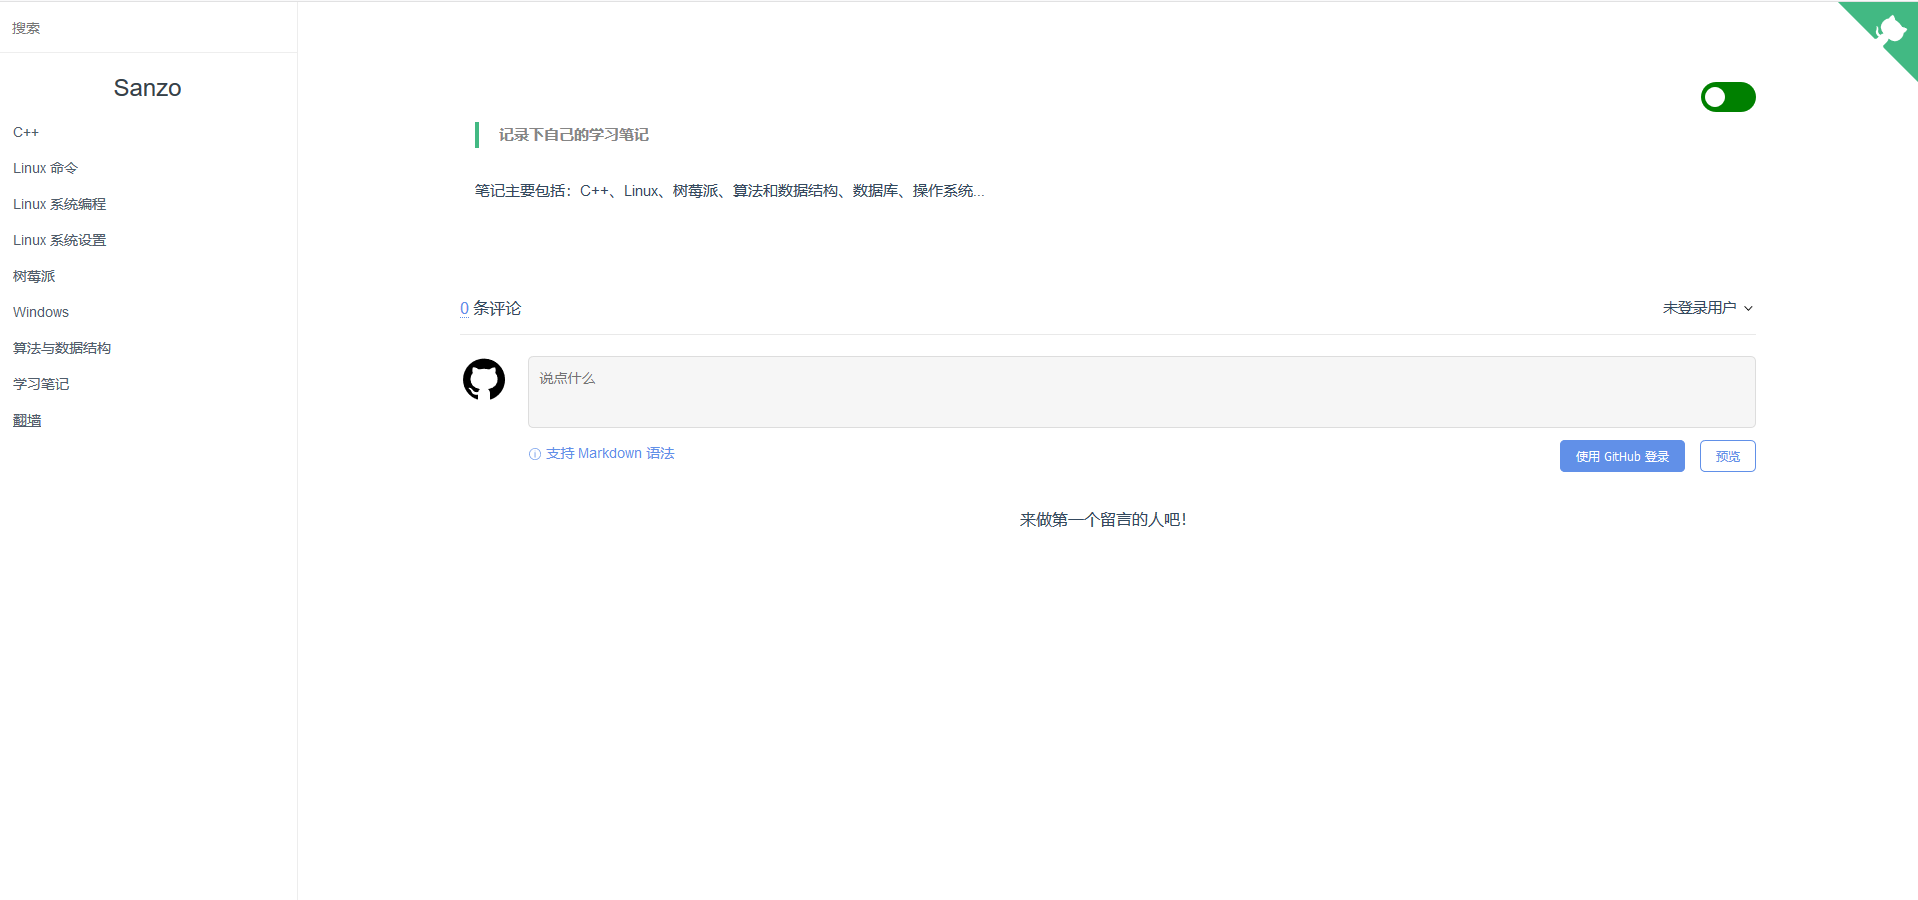 搜索
Sanzo
C++
Linux 命令
Linux 系统编程
Linux 系统设置
树莓派
Windows
算法与数据结构
学习笔记
翻墙
记录下自己的学习笔记
笔记主要包括：C++、Linux、树莓派、算法和数据结构、数据库、操作系统...
0 条评论
未登录用户
说点什么
支持 Markdown 语法
使用 GitHub 登录
预览
来做第一个留言的人吧！